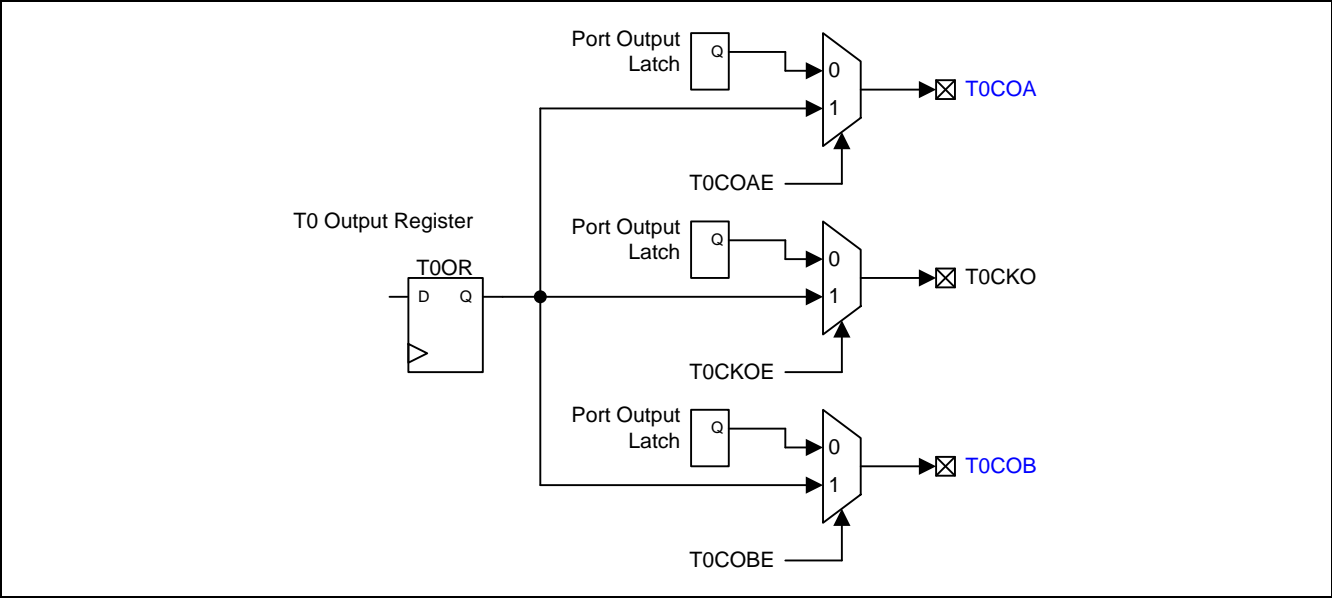 Port Output
Latch
Q
0
T0COA
1
T0COAE
T0 Output Register
Port Output
Latch
Q
0
T0CKO
T0OR
D Q
1
T0CKOE
Port Output
Latch
Q
0
T0COB
1
T0COBE